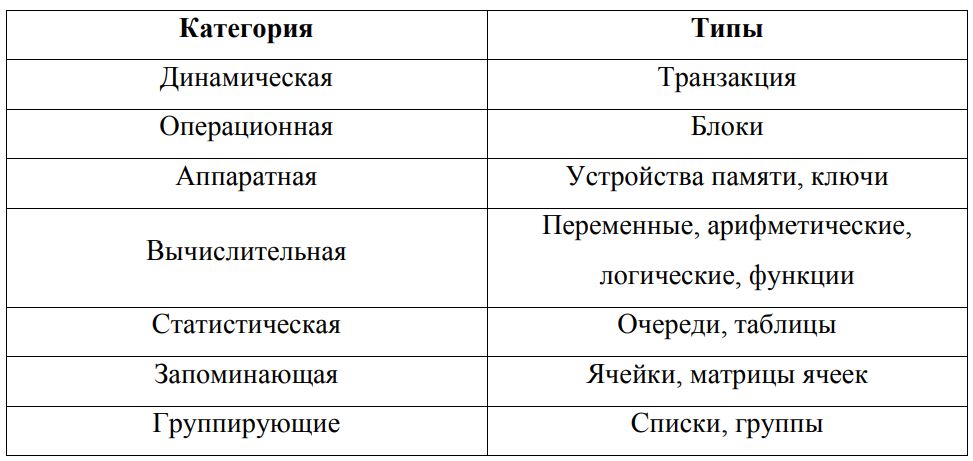 Категория Типы
Динамическая Транзакция
Операционная Блоки
Аппаратная Устройства памяти, ключи
Вычислительная Переменные, арифметические,
логические, функции
Статистическая Очереди, таблицы
Запоминающая Ячейки, матрицы ячеек
Группирующие Списки, группы